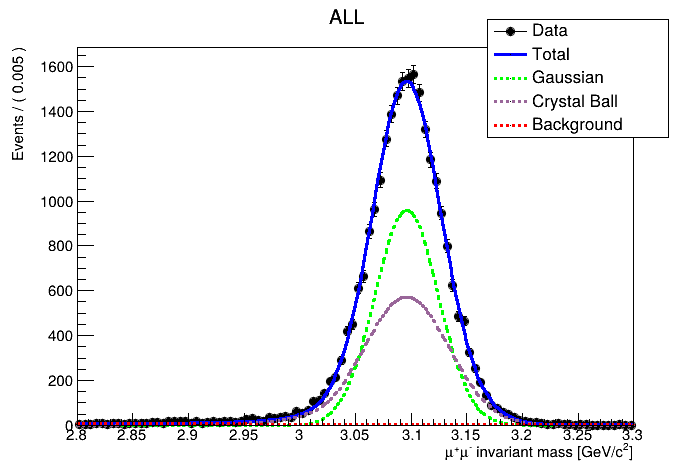 ALL
Data
Total
Gaussian
Crystal Ball
Background
Events / ( 0.005 )
1600
1400
1200
1000
800
600
400
200
0
2.8 2.85 2.9 2.95 3 3.05 3.1 3.15 3.2 3.25 3.3
μ⁺μ⁻ invariant mass [GeV/c²]